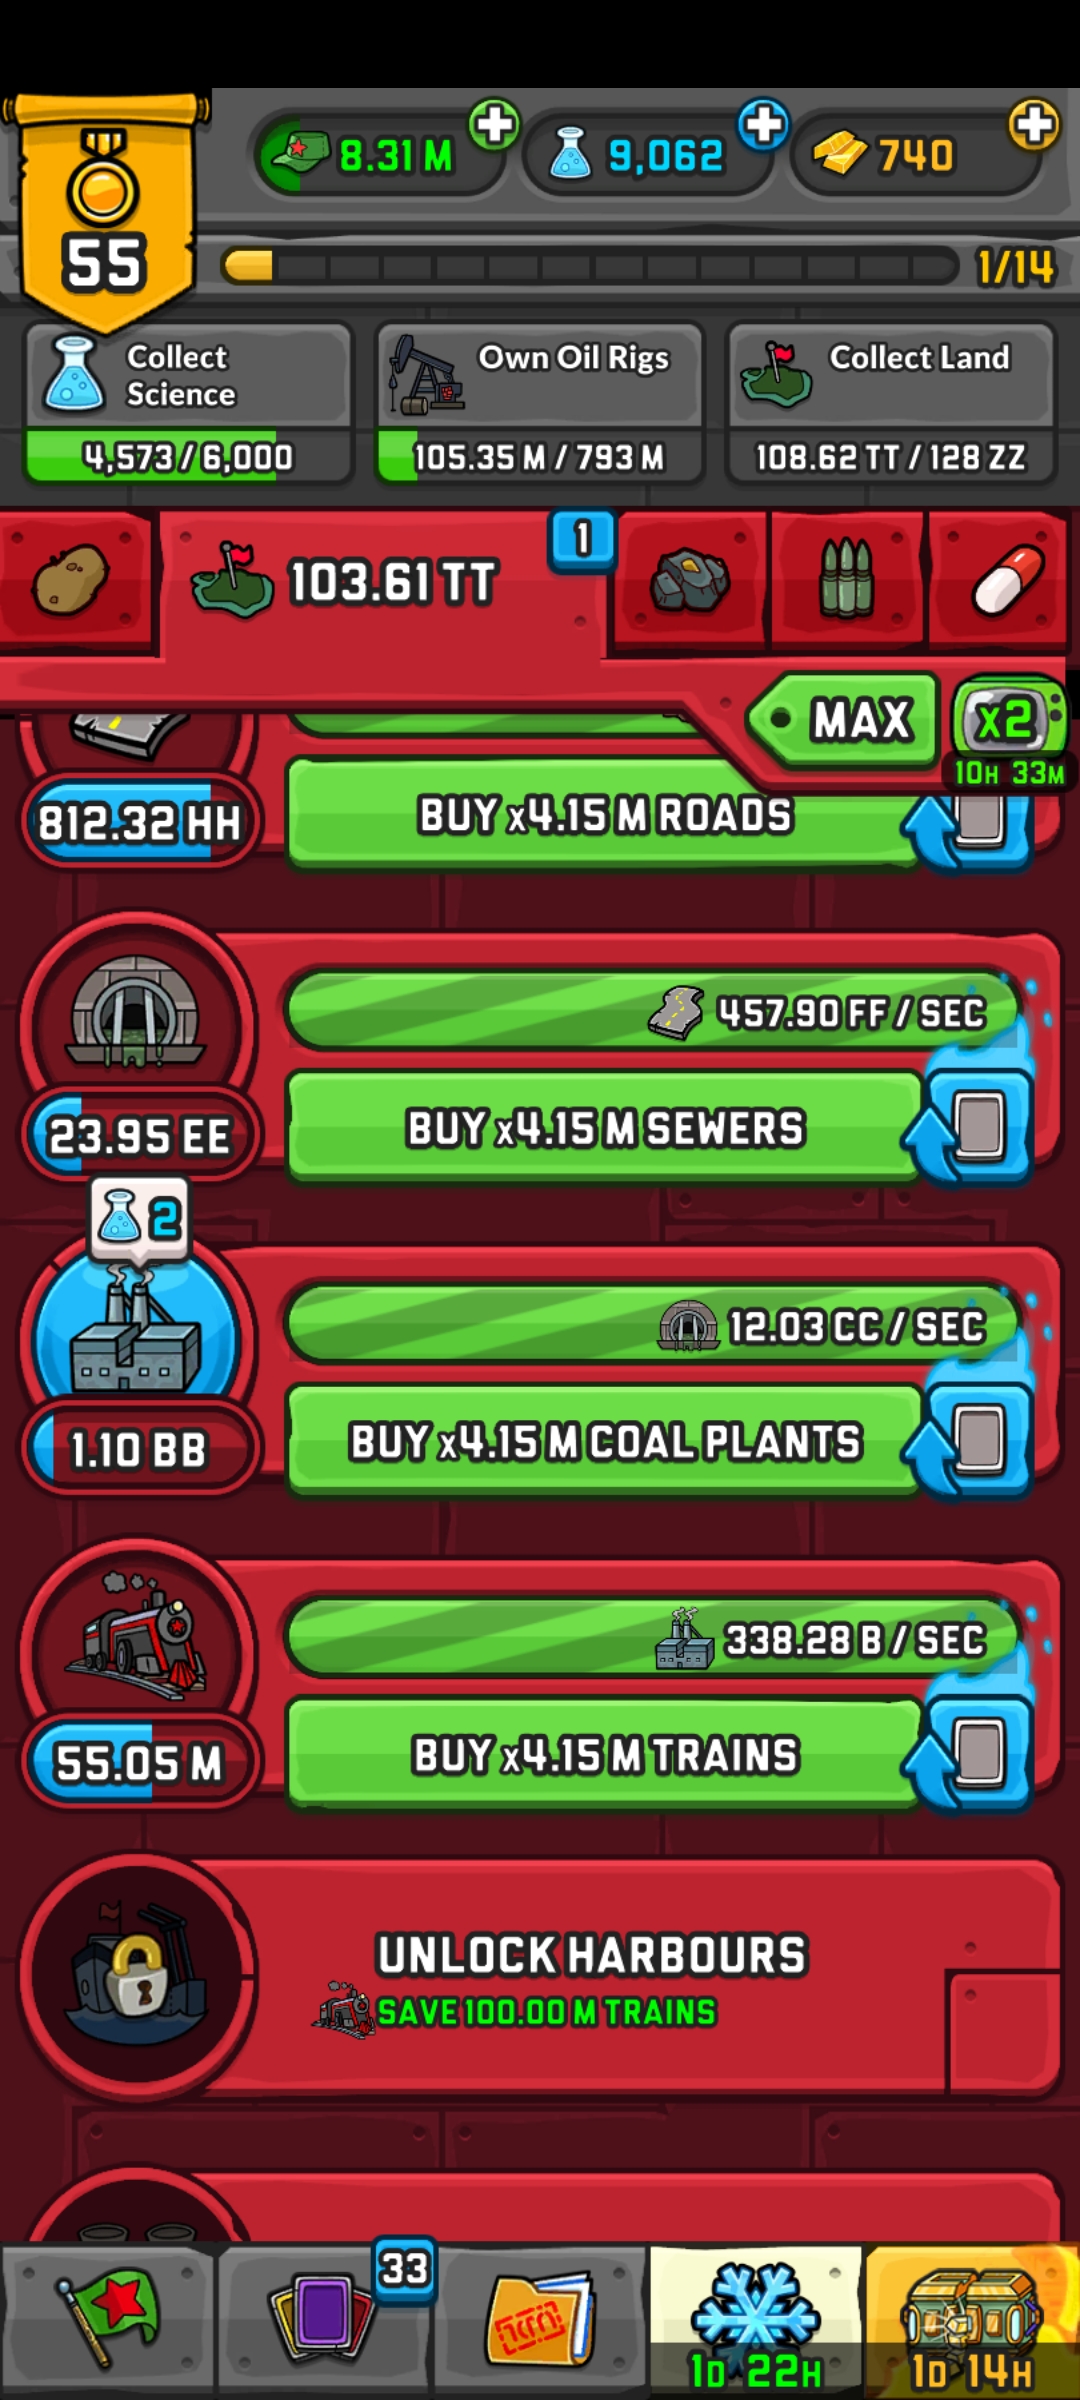 55
8.31 M
9,062
740
1/14
Collect
Science
4,573 / 6,000
Own Oil Rigs
105.35 M / 793 M
Collect Land
108.62 TT / 128 ZZ
103.61 TT
1
MAX
x2
10H 33M
812.32 HH
BUY x4.15 M ROADS
457.90 FF / SEC
23.95 EE
BUY x4.15 M SEWERS
2
12.03 CC / SEC
1.10 BB
BUY x4.15 M COAL PLANTS
338.28 B / SEC
55.05 M
BUY x4.15 M TRAINS
UNLOCK HARBOURS
SAVE 100.00 M TRAINS
33
1D 22H
1D 14H